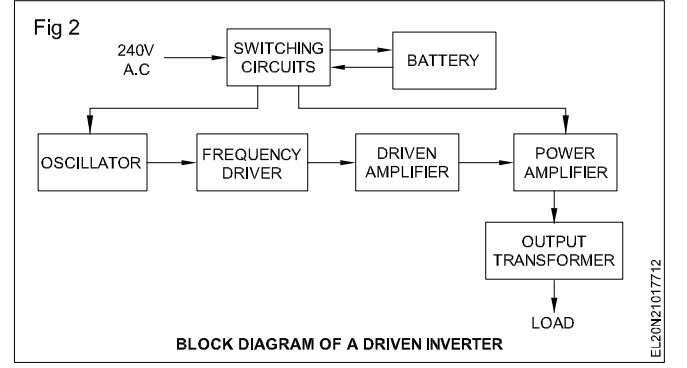 Fig 2
240V
A.C
SWITCHING
CIRCUITS
BATTERY
OSCILLATOR
FREQUENCY
DRIVER
DRIVEN
AMPLIFIER
POWER
AMPLIFIER
OUTPUT
TRANSFORMER
LOAD
BLOCK DIAGRAM OF A DRIVEN INVERTER
EL20N21017712